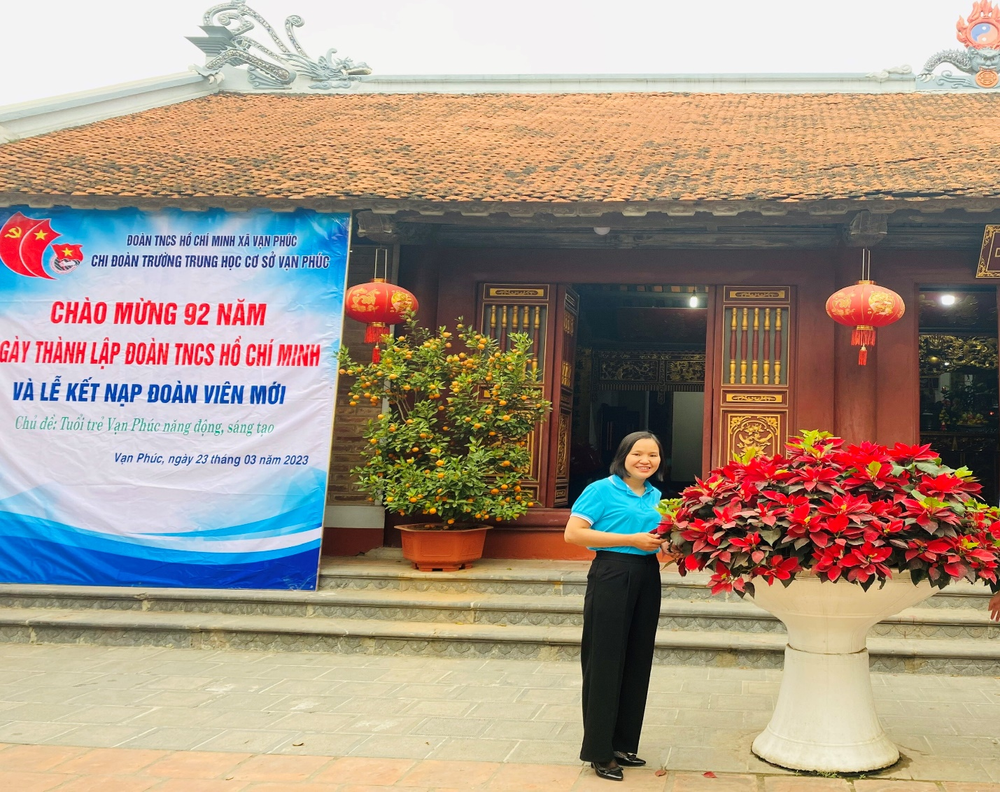 ĐOÀN TNCS HỒ CHÍ MINH XÃ VẠN PHÚC
CHI ĐOÀN TRƯỜNG TRUNG HỌC CƠ SỞ VẠN PHÚC
CHÀO MỪNG 92 NĂM
GÀY THÀNH LẬP ĐOÀN TNCS HỒ CHÍ MINH
VÀ LỄ KẾT NẠP ĐOÀN VIÊN MỚI
Chủ đề: Tuổi trẻ Vạn Phúc năng động, sáng tạo
Vạn Phúc, ngày 23 tháng 03 năm 2023